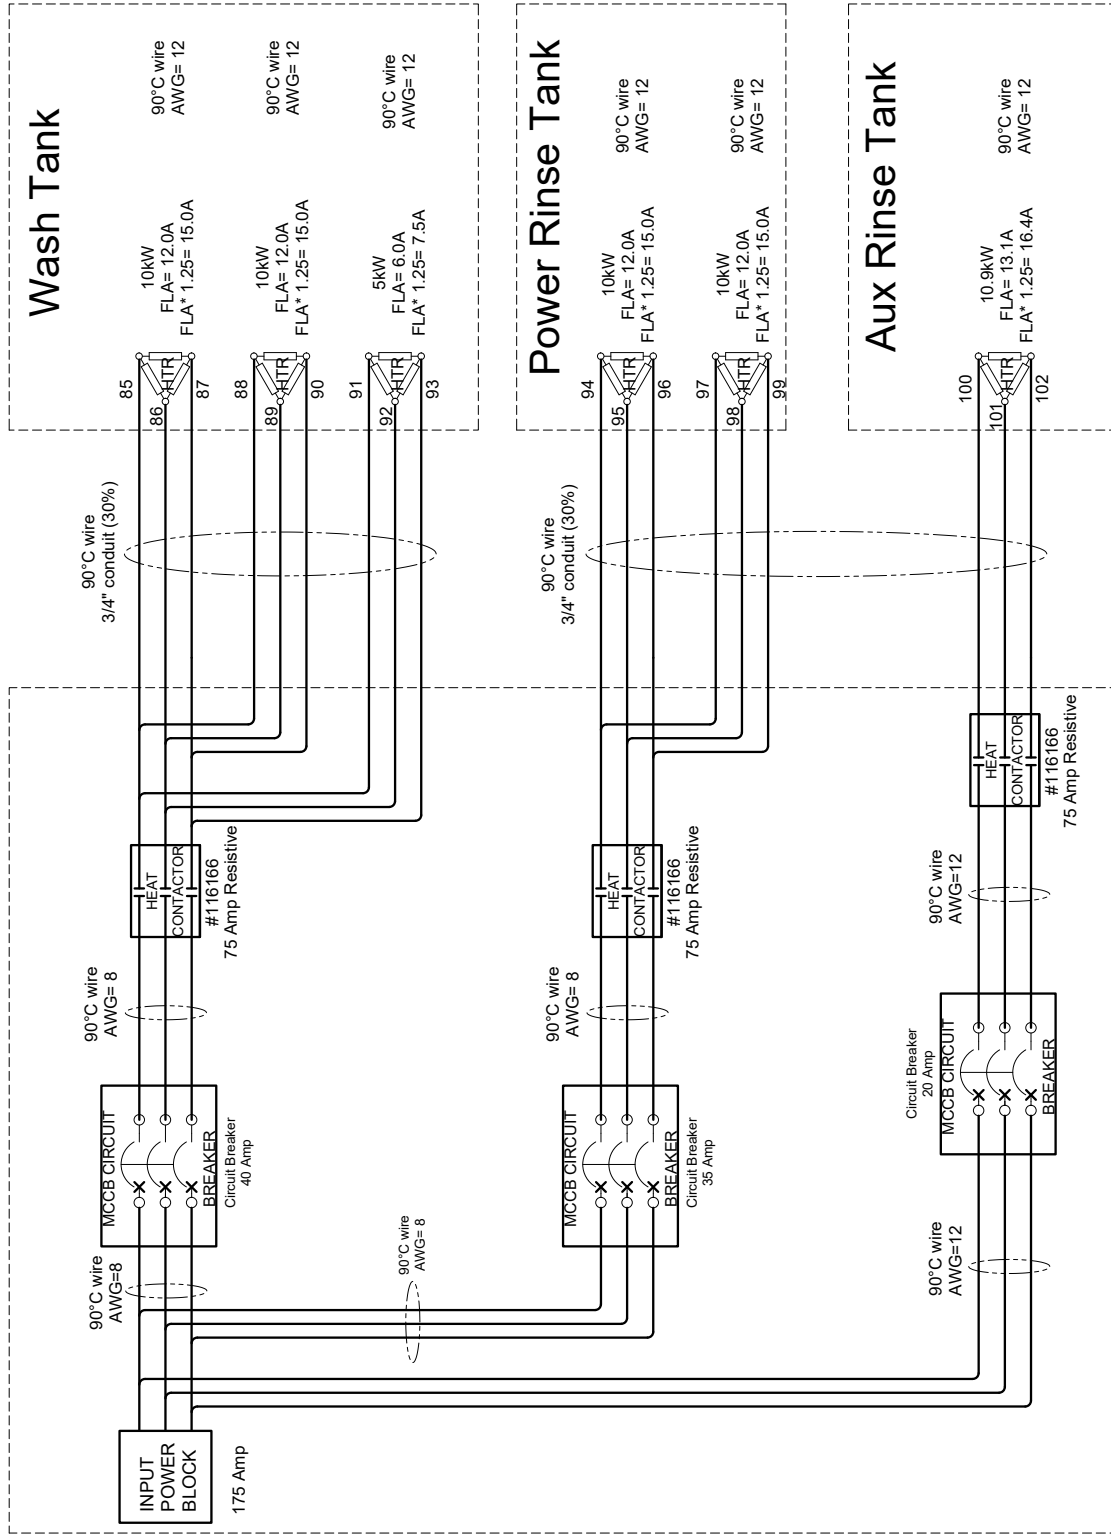 Wash Tank
10kW
FLA= 12.0A
FLA* 1.25= 15.0A
90°C wire
AWG= 12
10kW
FLA= 12.0A
FLA* 1.25= 15.0A
90°C wire
AWG= 12
5kW
FLA= 6.0A
FLA* 1.25= 7.5A
90°C wire
AWG= 12
85
86
HTR
87
88
89
HTR
90
91
92
HTR
93
90°C wire
3/4" conduit (30%)
HEAT
CONTACTOR
#116166
75 Amp Resistive
90°C wire
AWG= 8
MCCB CIRCUIT
BREAKER
Circuit Breaker
40 Amp
90°C wire
AWG=8
INPUT
POWER
BLOCK
175 Amp
Power Rinse Tank
10kW
FLA= 12.0A
FLA* 1.25= 15.0A
90°C wire
AWG= 12
10kW
FLA= 12.0A
FLA* 1.25= 15.0A
90°C wire
AWG= 12
94
95
HTR
96
97
98
HTR
99
90°C wire
3/4" conduit (30%)
HEAT
CONTACTOR
#116166
75 Amp Resistive
90°C wire
AWG= 8
MCCB CIRCUIT
BREAKER
Circuit Breaker
35 Amp
90°C wire
AWG= 8
Aux Rinse Tank
10.9kW
FLA= 13.1A
FLA* 1.25= 16.4A
90°C wire
AWG= 12
100
101
HTR
102
HEAT
CONTACTOR
#116166
75 Amp Resistive
90°C wire
AWG=12
Circuit Breaker
20 Amp
MCCB CIRCUIT
BREAKER
90°C wire
AWG=12